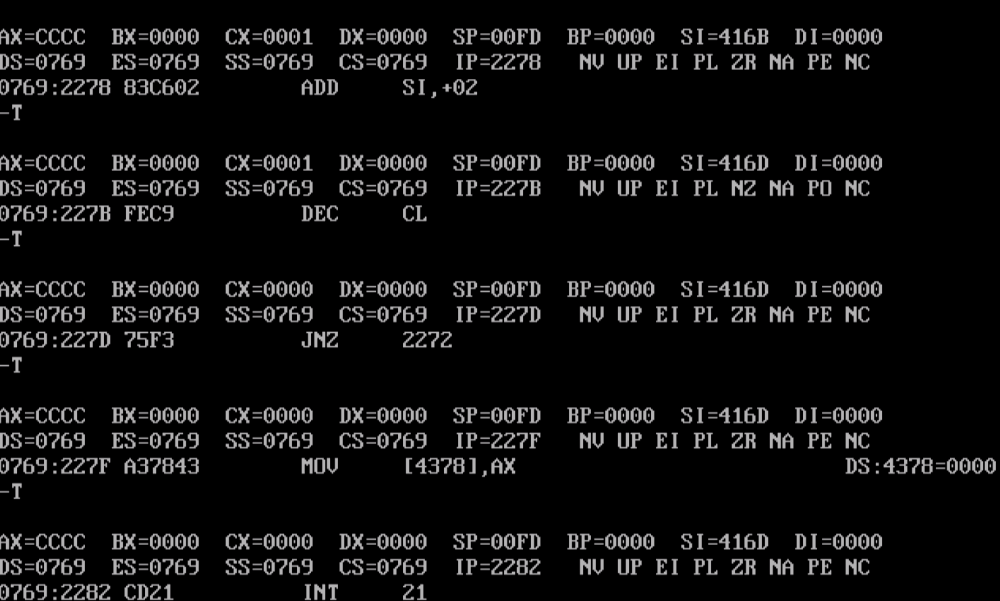 AX=CCCC  BX=0000  CX=0001  DX=0000  SP=00FD  BP=0000  SI=416B  DI=0000
DS=0769  ES=0769  SS=0769  CS=0769  IP=2278   NV UP EI PL ZR NA PE NC
0769:2278 83C602        ADD     SI,+02
-T
AX=CCCC  BX=0000  CX=0001  DX=0000  SP=00FD  BP=0000  SI=416D  DI=0000
DS=0769  ES=0769  SS=0769  CS=0769  IP=227B   NV UP EI PL NZ NA PO NC
0769:227B FEC9          DEC     CL
-T
AX=CCCC  BX=0000  CX=0000  DX=0000  SP=00FD  BP=0000  SI=416D  DI=0000
DS=0769  ES=0769  SS=0769  CS=0769  IP=227D   NV UP EI PL ZR NA PE NC
0769:227D 75F3          JNZ     2272
-T
AX=CCCC  BX=0000  CX=0000  DX=0000  SP=00FD  BP=0000  SI=416D  DI=0000
DS=0769  ES=0769  SS=0769  CS=0769  IP=227F   NV UP EI PL ZR NA PE NC
0769:227F A37843        MOV     [4378],AX                          DS:4378=0000
-T
AX=CCCC  BX=0000  CX=0000  DX=0000  SP=00FD  BP=0000  SI=416D  DI=0000
DS=0769  ES=0769  SS=0769  CS=0769  IP=2282   NV UP EI PL ZR NA PE NC
0769:2282 CD21          INT     21